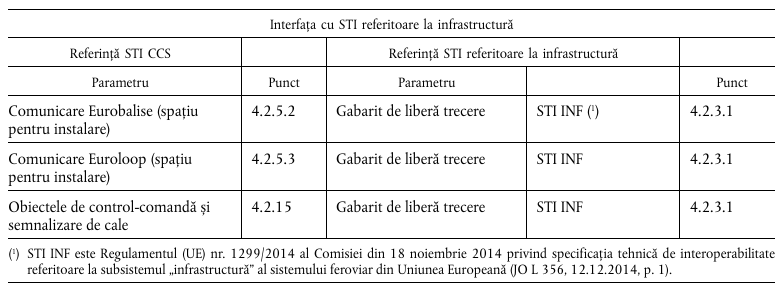 Interfața cu STI referitoare la infrastructură
Referință STI CCS Referință STI referitoare la infrastructură
Parametru Punct Parametru Punct
Comunicare Eurobalise (spațiu pentru instalare) 4.2.5.2 Gabarit de liberă trecere STI INF (¹) 4.2.3.1
Comunicare Euroloop (spațiu pentru instalare) 4.2.5.3 Gabarit de liberă trecere STI INF 4.2.3.1
Obiectele de control-comandă și semnalizare de cale 4.2.15 Gabarit de liberă trecere STI INF 4.2.3.1
(¹) STI INF este Regulamentul (UE) nr. 1299/2014 al Comisiei din 18 noiembrie 2014 privind specificația tehnică de interoperabilitate
referitoare la subsistemul „infrastructură” al sistemului feroviar din Uniunea Europeană (JO L 356, 12.12.2014, p. 1).